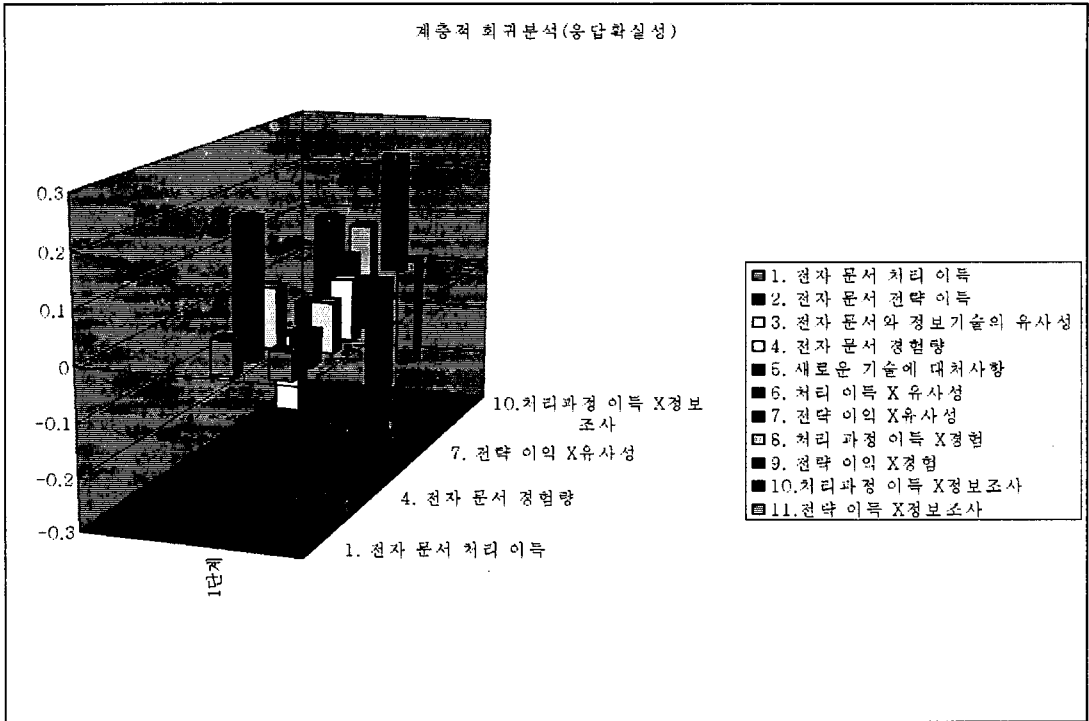 계층적 회귀분석(응답확실성)
0.3
0.2
0.1
0
-0.1
-0.2
-0.3
1단계
10.처리과정 이득 X정보
조사
7. 전략 이익 X유사성
4. 전자 문서 경험량
1. 전자 문서 처리 이득
1. 전자 문서 처리 이득
2. 전자 문서 전략 이득
3. 전자 문서와 정보기술의 유사성
4. 전자 문서 경험량
5. 새로운 기술에 대처사항
6. 처리 이득 X 유사성
7. 전략 이익 X유사성
8. 처리 과정 이득 X경험
9. 전략 이익 X경험
10.처리과정 이득 X정보조사
11.전략 이득 X정보조사